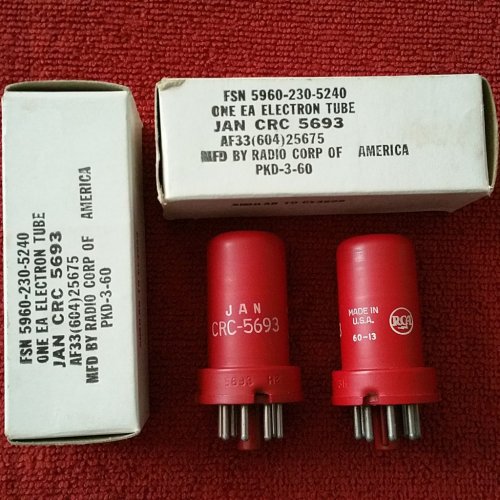 FSN 5960-230-5240
ONE EA ELECTRON TUBE
JAN CRC 5693
AF33(604)25675
MFD BY RADIO CORP OF AMERICA
PKD-3-60
FSN 5960-230-5240
ONE EA ELECTRON TUBE
JAN CRC 5693
AF33(604)25675
MFD BY RADIO CORP OF AMERICA
PKD-3-60
JAN
CRC-5693
5693
MADE IN
U.S.A.
60-13
RCA